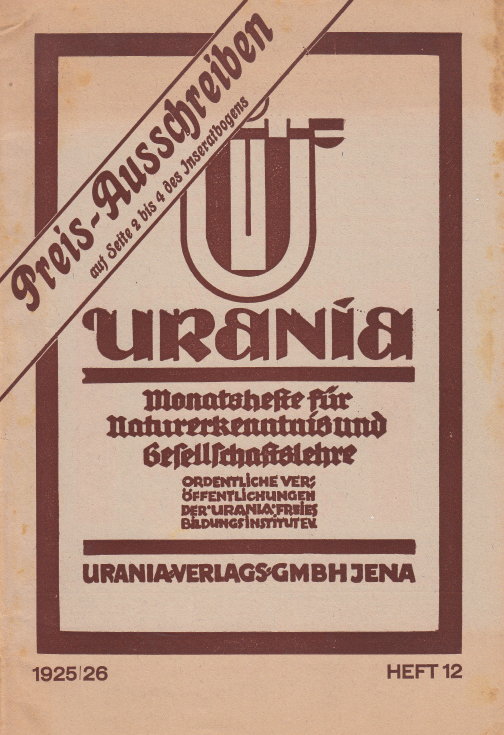 Preis-Ausschreiben
auf Seite 2 bis 4 des Inseratbogens
URANIA
Monatshefte für
Naturerkenntnis und
Gesellschaftslehre
ORDENTLICHE VER⸗
ÖFFENTLICHUNGEN
DER "URANIA" FREIES
BILDUNGSINSTITUT E.V.
URANIA-VERLAGS-GMBH JENA
1925/26
HEFT 12